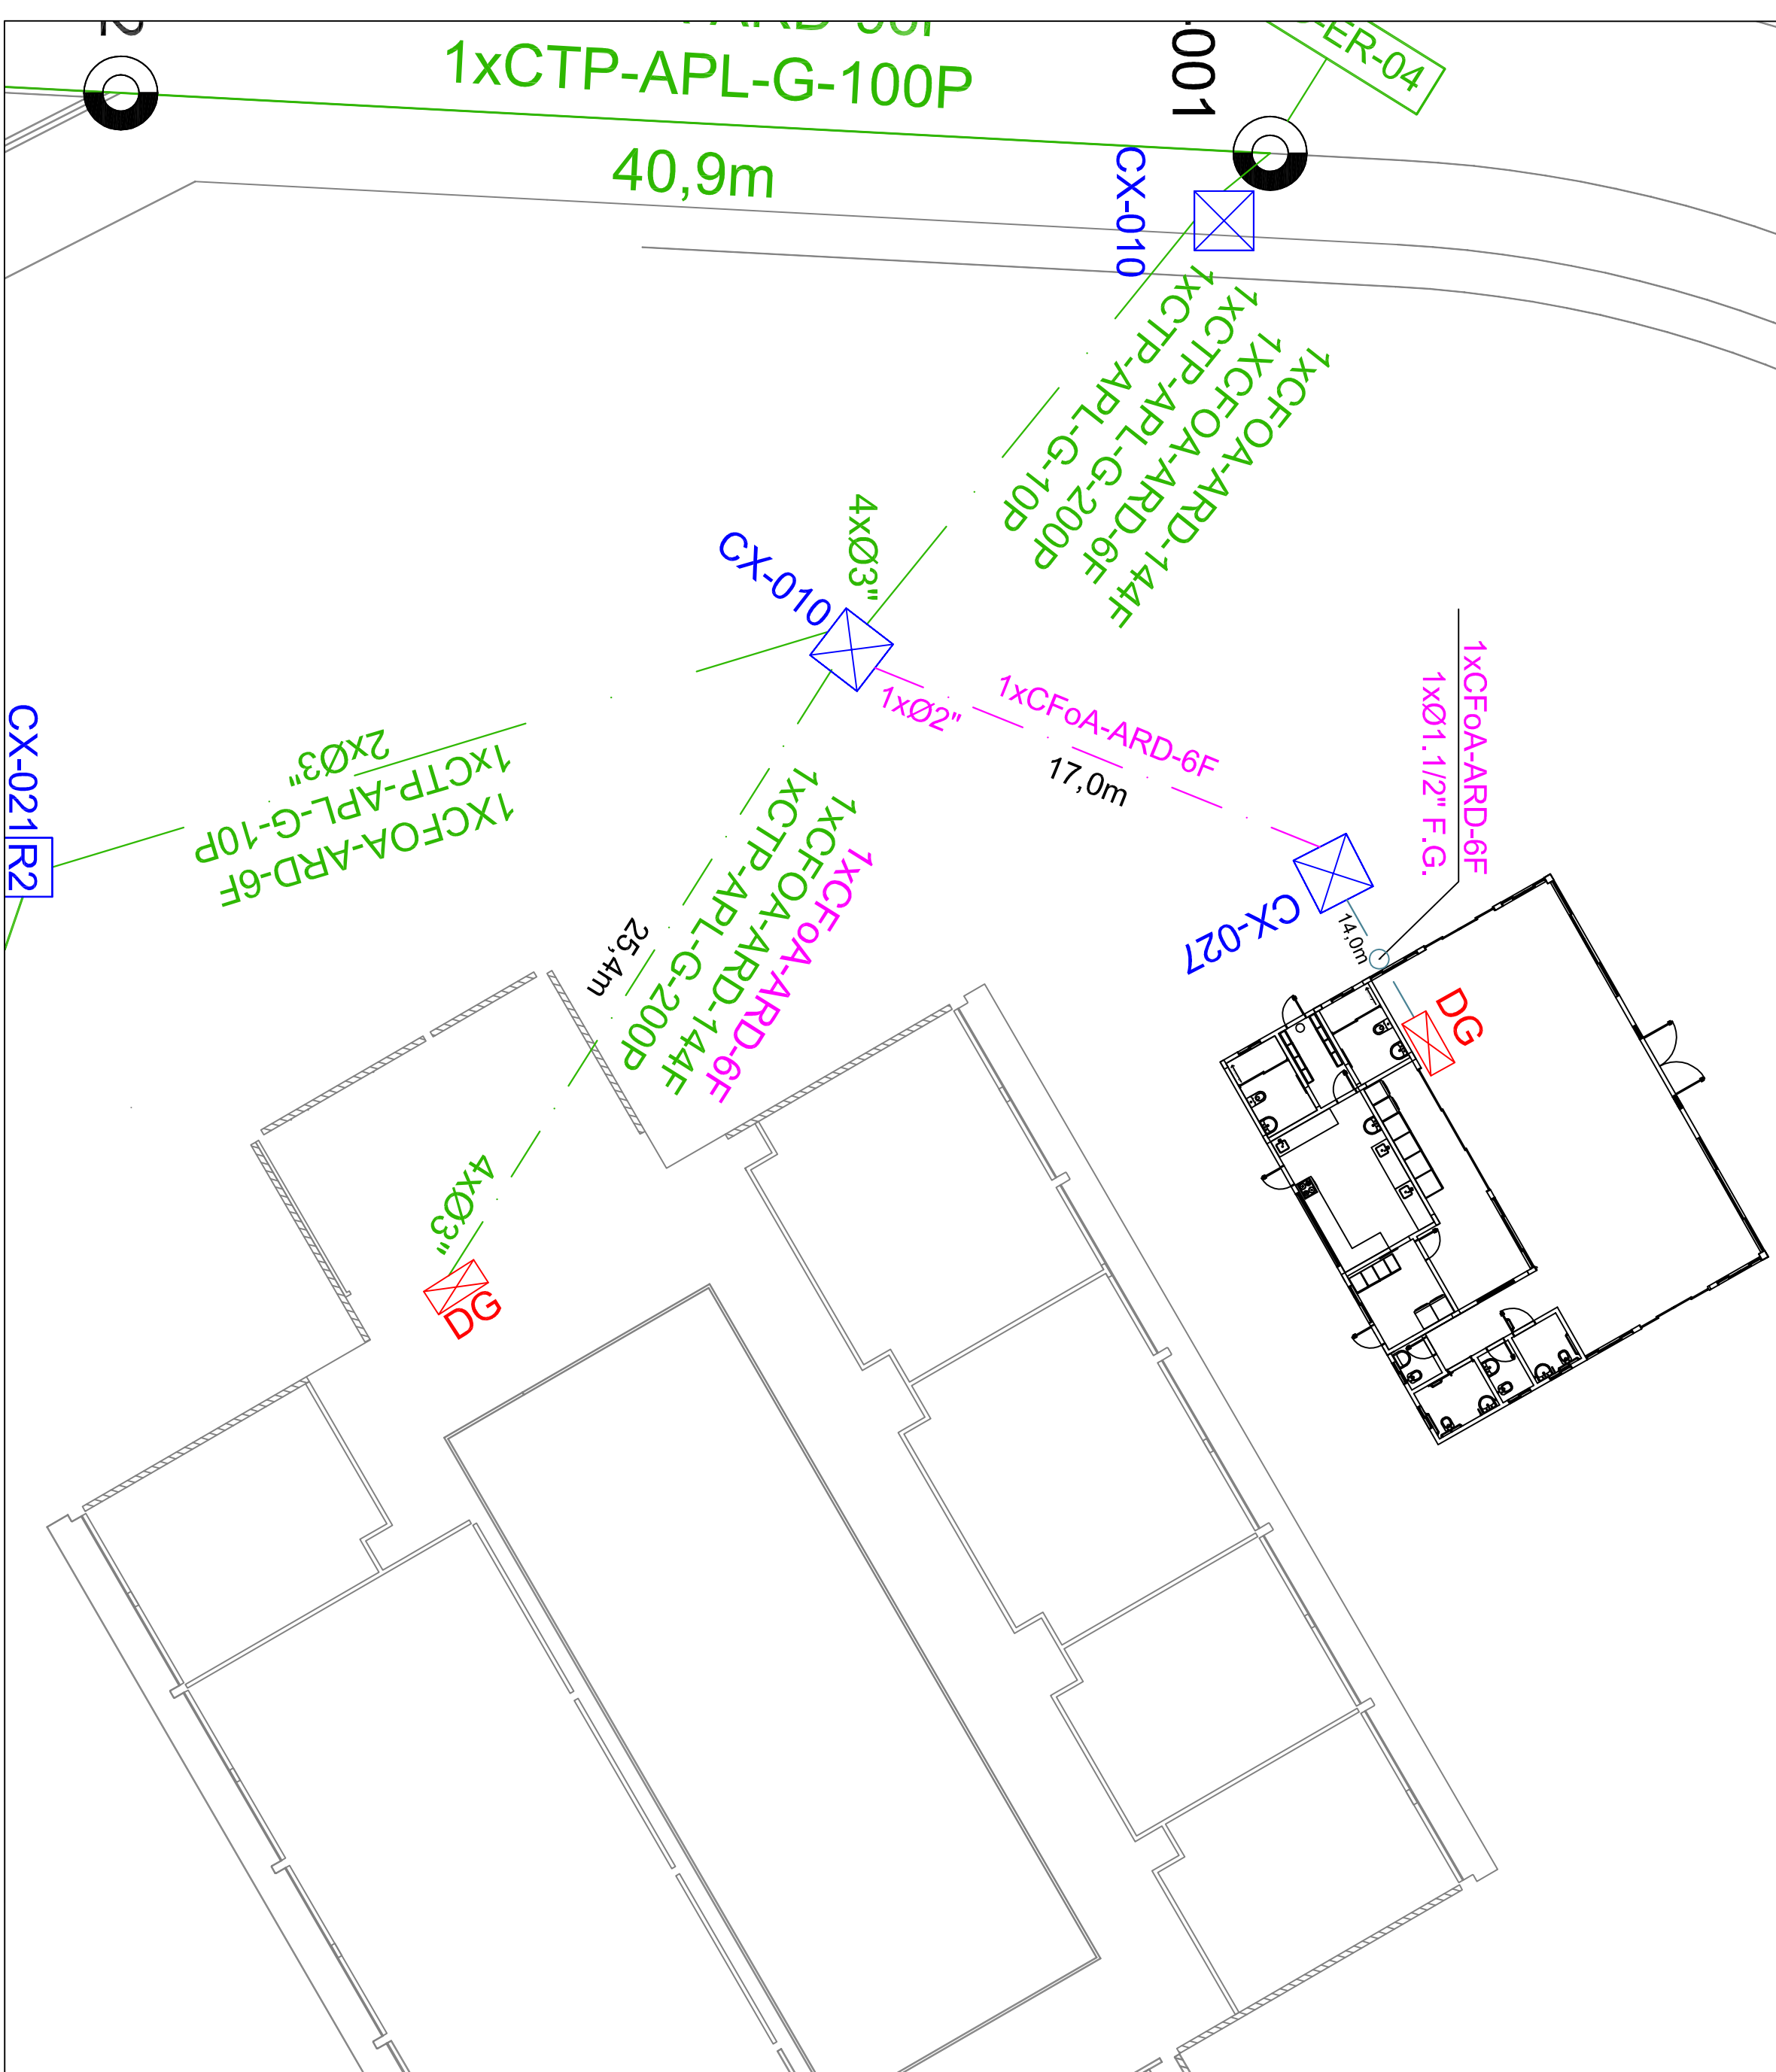 1xCTP-APL-G-100P
40,9m
-001
-ER-04
CX-010
1xCFOA-ARD-144F
1XCFOA-ARD-6F
1xCTP-APL-G-200P
1xCTP-APL-G-10P
4xØ3"
CX-010
1xØ2"
1xCFoA-ARD-6F
17,0m
1xCFoA-ARD-6F
1xØ1.1/2" F.G.
CX-021
R2
2xØ3"
1xCTP-APL-G-10P
1XCFOA-ARD-6F
1xCFoA-ARD-6F
1xCFOA-ARD-144F
1xCTP-APL-G-200P
25,4m
CX-027
14,0m
DG
4xØ3"
DG